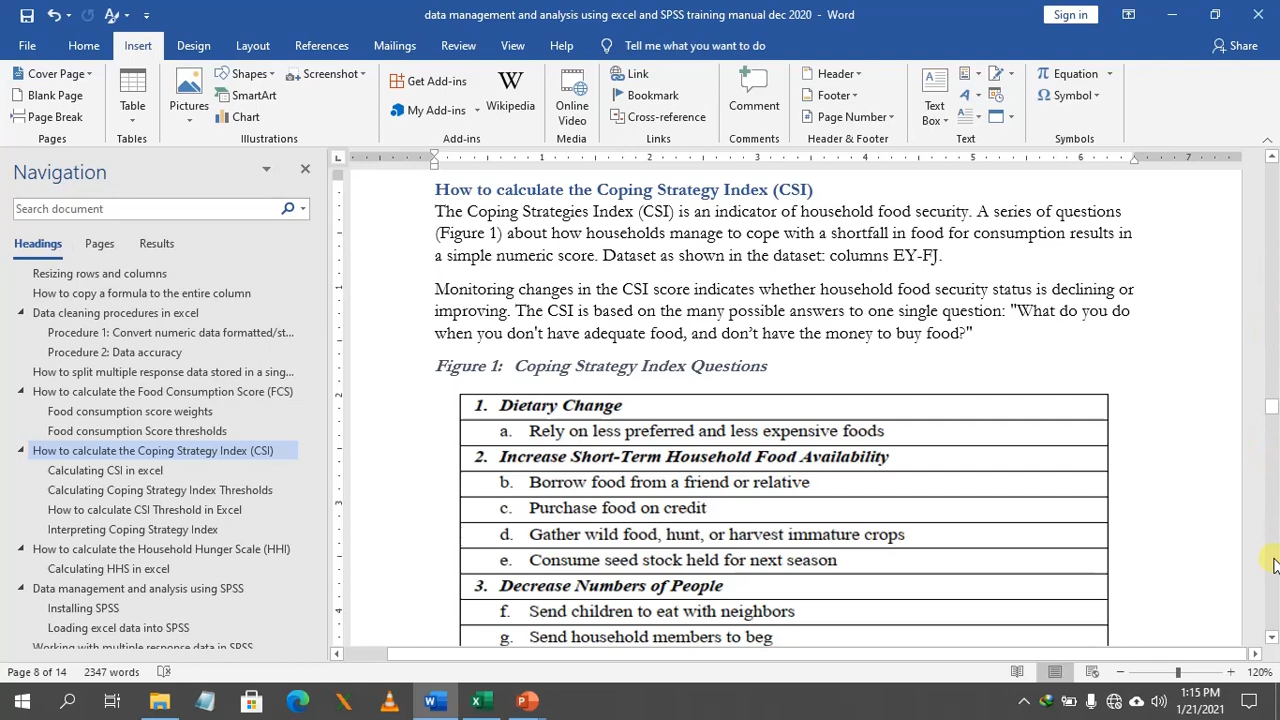 data management and analysis using excel and SPSS training manual dec 2020 - Word
Sign in
File Home Insert Design Layout References Mailings Review View Help Tell me what you want to do Share
Cover Page
Blank Page
Page Break
Pages
Table
Tables
Pictures
Shapes
SmartArt
Chart
Screenshot
Illustrations
Get Add-ins
My Add-ins
W
Wikipedia
Add-ins
Online
Video
Media
Link
Bookmark
Cross-reference
Links
Comment
Comments
Header
Footer
Page Number
Header & Footer
Text
Box
Text
Equation
Symbol
Symbols
Navigation
Search document
Headings Pages Results
Resizing rows and columns
How to copy a formula to the entire column
Data cleaning procedures in excel
Procedure 1: Convert numeric data formatted/st...
Procedure 2: Data accuracy
How to split multiple response data stored in a sing...
How to calculate the Food Consumption Score (FCS)
Food consumption score weights
Food consumption Score thresholds
How to calculate the Coping Strategy Index (CSI)
Calculating CSI in excel
Calculating Coping Strategy Index Thresholds
How to calculate CSI Threshold in Excel
Interpreting Coping Strategy Index
How to calculate the Household Hunger Scale (HHI)
Calculating HHS in excel
Data management and analysis using SPSS
Installing SPSS
Loading excel data into SPSS
Working with multiple response data in SPSS
1 2 3 4 5 6 7
1
2
3
4
How to calculate the Coping Strategy Index (CSI)
The Coping Strategies Index (CSI) is an indicator of household food security. A series of questions
(Figure 1) about how households manage to cope with a shortfall in food for consumption results in
a simple numeric score. Dataset as shown in the dataset: columns EY-FJ.
Monitoring changes in the CSI score indicates whether household food security status is declining or
improving. The CSI is based on the many possible answers to one single question: "What do you do
when you don't have adequate food, and don’t have the money to buy food?"
Figure 1: Coping Strategy Index Questions
1. Dietary Change
a. Rely on less preferred and less expensive foods
2. Increase Short-Term Household Food Availability
b. Borrow food from a friend or relative
c. Purchase food on credit
d. Gather wild food, hunt, or harvest immature crops
e. Consume seed stock held for next season
3. Decrease Numbers of People
f. Send children to eat with neighbors
g. Send household members to beg
Page 8 of 14 2347 words 120%
1:15 PM
1/21/2021